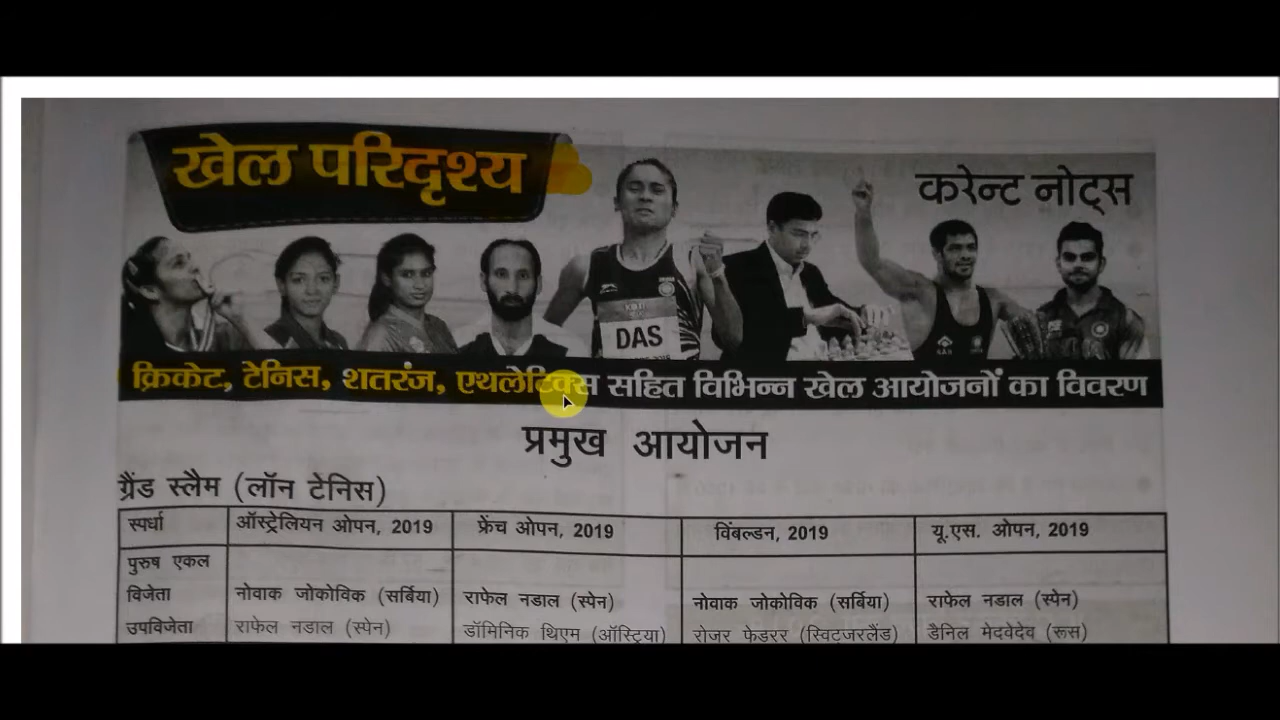 खेल परिदृश्य
करेन्ट नोट्स
DAS
क्रिकेट, टेनिस, शतरंज, एथलेटिक्स सहित विभिन्न खेल आयोजनों का विवरण
प्रमुख आयोजन
ग्रैंड स्लैम (लॉन टेनिस)
स्पर्धा ऑस्ट्रेलियन ओपन, 2019 फ्रेंच ओपन, 2019 विंबल्डन, 2019 यू.एस. ओपन, 2019
पुरुष एकल
विजेता नोवाक जोकोविक (सर्बिया) राफेल नडाल (स्पेन) नोवाक जोकोविक (सर्बिया) राफेल नडाल (स्पेन)
उपविजेता राफेल नडाल (स्पेन) डॉमिनिक थिएम (ऑस्ट्रिया) रोजर फेडरर (स्विटजरलैंड) डैनिल मेदवेदेव (रूस)